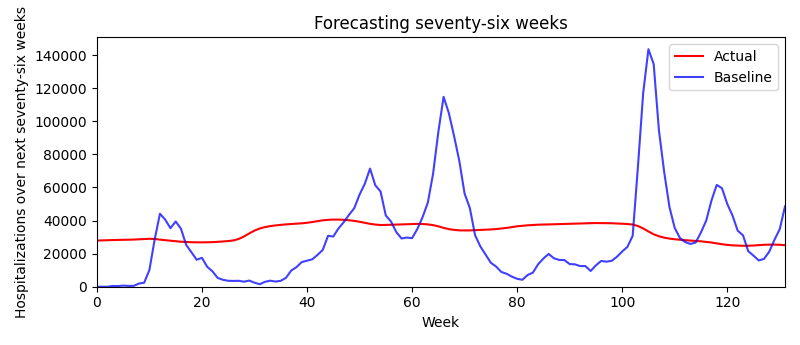 Forecasting seventy-six weeks
Hospitalizations over next seventy-six weeks
140000
120000
100000
80000
60000
40000
20000
0
0 20 40 60 80 100 120
Week
Actual
Baseline